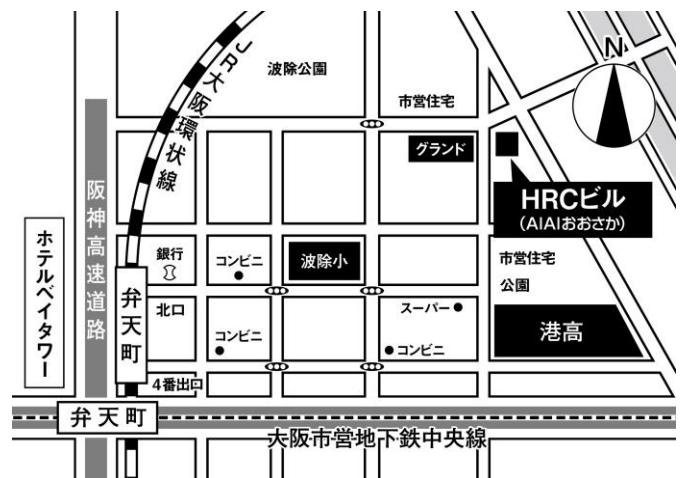 JR大阪環状線
波除公園
市営住宅
N
グランド
HRCビル
(AIAIおおさか)
阪神高速道路
ホテルベイタワー
弁天町
銀行
コンビニ
波除小
市営住宅
公園
北口
スーパー
コンビニ
コンビニ
港高
4番出口
弁天町
大阪市営地下鉄中央線